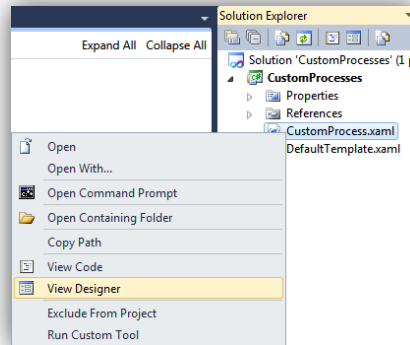 Solution Explorer
Expand All Collapse All
Solution 'CustomProcesses' (1
CustomProcesses
Properties
References
CustomProcess.xaml
DefaultTemplate.xaml
Open
Open With...
Open Command Prompt
Open Containing Folder
Copy Path
View Code
View Designer
Exclude From Project
Run Custom Tool